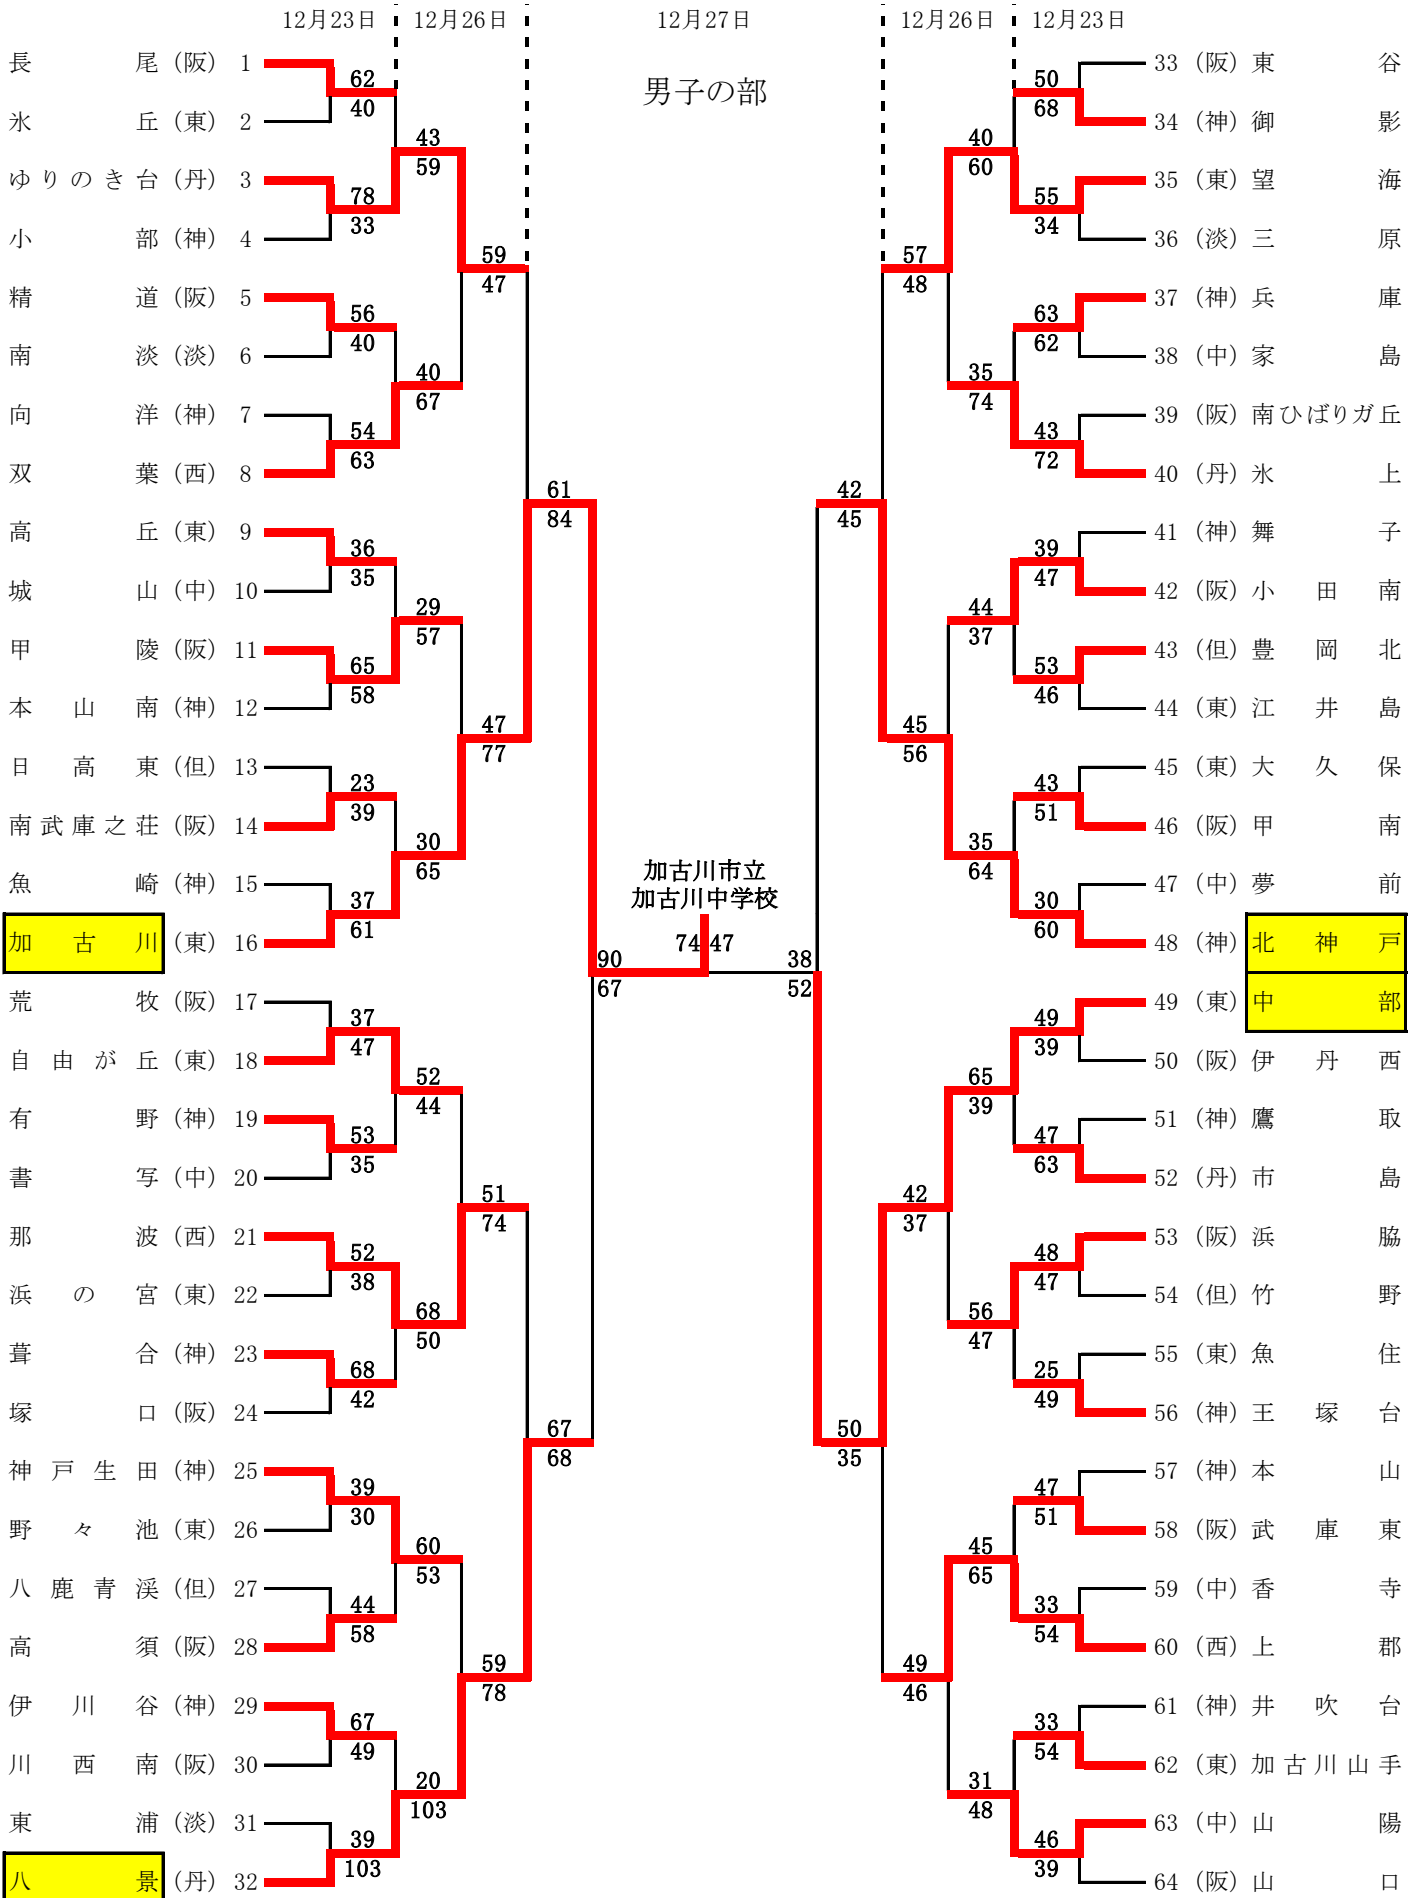 12月23日 12月26日 12月27日 12月26日 12月23日
男子の部
長尾 (阪) 1
氷丘 (東) 2
ゆりのき台 (丹) 3
小部 (神) 4
精道 (阪) 5
南淡 (淡) 6
向洋 (神) 7
双葉 (西) 8
高丘 (東) 9
城山 (中) 10
甲陵 (阪) 11
本山南 (神) 12
日高東 (但) 13
南武庫之荘 (阪) 14
魚崎 (神) 15
加古川 (東) 16
荒牧 (阪) 17
自由が丘 (東) 18
有野 (神) 19
書写 (中) 20
那波 (西) 21
浜の宮 (東) 22
葺合 (神) 23
塚口 (阪) 24
神戸生田 (神) 25
野々池 (東) 26
八鹿青渓 (但) 27
高須 (阪) 28
伊川谷 (神) 29
川西南 (阪) 30
東浦 (淡) 31
八景 (丹) 32
62
40
78
33
56
40
54
63
36
35
65
58
23
39
37
61
37
47
53
35
52
38
68
42
39
30
44
58
67
49
39
103
43
59
40
67
29
57
30
65
52
44
68
50
60
53
20
103
59
47
47
77
51
74
59
78
61
84
67
68
90
67
加古川市立
加古川中学校
74 47
38
52
42
45
50
35
57
48
45
56
42
37
49
46
40
60
35
74
44
37
35
64
65
39
56
47
45
65
31
48
50
68
55
34
63
62
43
72
39
47
53
46
43
51
30
60
49
39
47
63
48
47
25
49
47
51
33
54
33
54
46
39
33 (阪) 東谷
34 (神) 御影
35 (東) 望海
36 (淡) 三原
37 (神) 兵庫
38 (中) 家島
39 (阪) 南ひばりガ丘
40 (丹) 氷上
41 (神) 舞子
42 (阪) 小田南
43 (但) 豊岡北
44 (東) 江井島
45 (東) 大久保
46 (阪) 甲南
47 (中) 夢前
48 (神) 北神戸
49 (東) 中部
50 (阪) 伊丹西
51 (神) 鷹取
52 (丹) 市島
53 (阪) 浜脇
54 (但) 竹野
55 (東) 魚住
56 (神) 王塚台
57 (神) 本山
58 (阪) 武庫東
59 (中) 香寺
60 (西) 上郡
61 (神) 井吹台
62 (東) 加古川山手
63 (中) 山陽
64 (阪) 山口